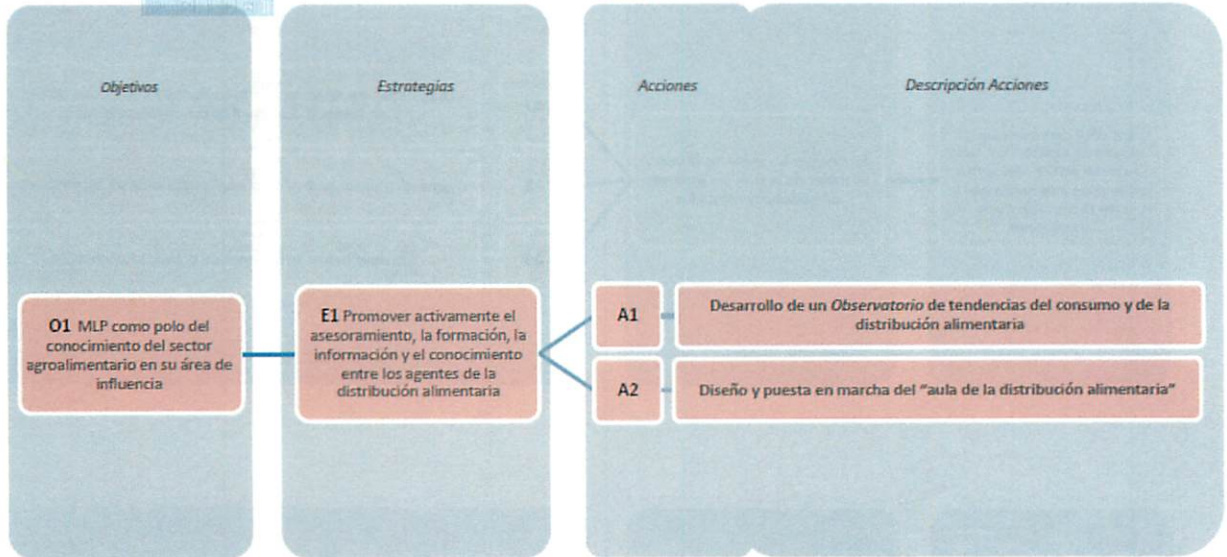 Objetivos
Estrategias
Acciones
Descripción Acciones
O1 MLP como polo del
conocimiento del sector
agroalimentario en su área de
influencia
E1 Promover activamente el
asesoramiento, la formación, la
información y el conocimiento
entre los agentes de la
distribución alimentaria
A1
Desarrollo de un Observatorio de tendencias del consumo y de la
distribución alimentaria
A2
Diseño y puesta en marcha del "aula de la distribución alimentaria"